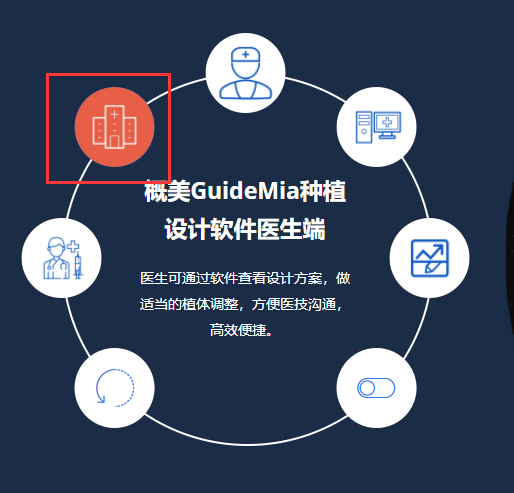 概美GuideMia种植
设计软件医生端
医生可通过软件查看设计方案，做
适当的植体调整，方便医技沟通，
高效便捷。